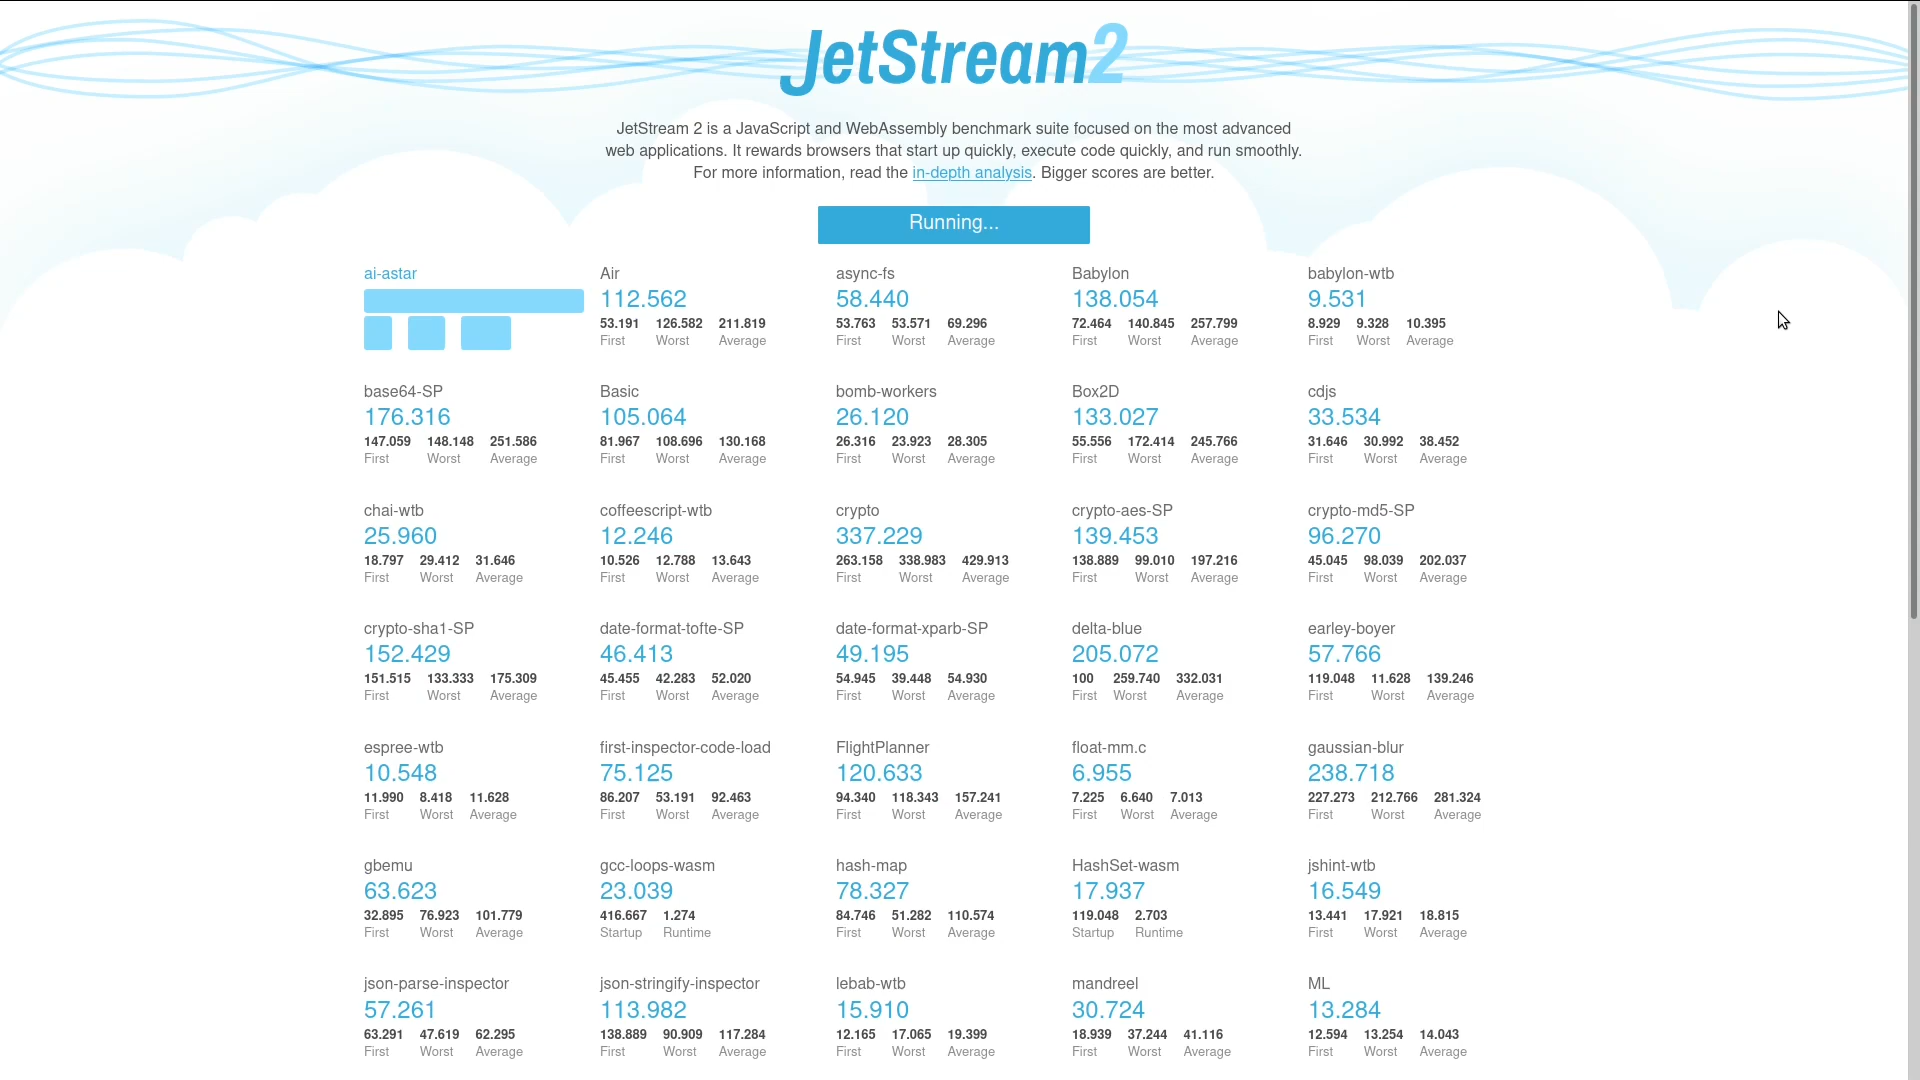 JetStream2
JetStream 2 is a JavaScript and WebAssembly benchmark suite focused on the most advanced
web applications. It rewards browsers that start up quickly, execute code quickly, and run smoothly.
For more information, read the in-depth analysis. Bigger scores are better.
Running...
ai-astar Air async-fs Babylon babylon-wtb
112.562 58.440 138.054 9.531
53.191 126.582 211.819 53.763 53.571 69.296 72.464 140.845 257.799 8.929 9.328 10.395
First Worst Average First Worst Average First Worst Average First Worst Average
base64-SP Basic bomb-workers Box2D cdjs
176.316 105.064 26.120 133.027 33.534
147.059 148.148 251.586 81.967 108.696 130.168 26.316 23.923 28.305 55.556 172.414 245.766 31.646 30.992 38.452
First Worst Average First Worst Average First Worst Average First Worst Average First Worst Average
chai-wtb coffeescript-wtb crypto crypto-aes-SP crypto-md5-SP
25.960 12.246 337.229 139.453 96.270
18.797 29.412 31.646 10.526 12.788 13.643 263.158 338.983 429.913 138.889 99.010 197.216 45.045 98.039 202.037
First Worst Average First Worst Average First Worst Average First Worst Average First Worst Average
crypto-sha1-SP date-format-tofte-SP date-format-xparb-SP delta-blue earley-boyer
152.429 46.413 49.195 205.072 57.766
151.515 133.333 175.309 45.455 42.283 52.020 54.945 39.448 54.930 100 259.740 332.031 119.048 11.628 139.246
First Worst Average First Worst Average First Worst Average First Worst Average First Worst Average
espree-wtb first-inspector-code-load FlightPlanner float-mm.c gaussian-blur
10.548 75.125 120.633 6.955 238.718
11.990 8.418 11.628 86.207 53.191 92.463 94.340 118.343 157.241 7.225 6.640 7.013 227.273 212.766 281.324
First Worst Average First Worst Average First Worst Average First Worst Average First Worst Average
gbemu gcc-loops-wasm hash-map HashSet-wasm jshint-wtb
63.623 23.039 78.327 17.937 16.549
32.895 76.923 101.779 416.667 1.274 84.746 51.282 110.574 119.048 2.703 13.441 17.921 18.815
First Worst Average Startup Runtime First Worst Average Startup Runtime First Worst Average
json-parse-inspector json-stringify-inspector lebab-wtb mandreel ML
57.261 113.982 15.910 30.724 13.284
63.291 47.619 62.295 138.889 90.909 117.284 12.165 17.065 19.399 18.939 37.244 41.116 12.594 13.254 14.043
First Worst Average First Worst Average First Worst Average First Worst Average First Worst Average